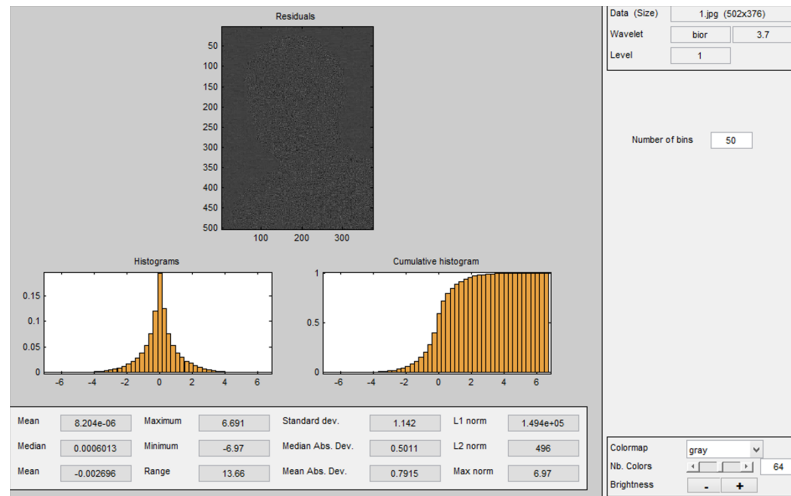 Residuals
50
100
150
200
250
300
350
400
450
500
100 200 300
Histograms
0.15
0.1
0.05
0
-6 -4 -2 0 2 4 6
Cumulative histogram
1
0.5
0
-6 -4 -2 0 2 4 6
Mean 8.204e-06 Maximum 6.691 Standard dev. 1.142 L1 norm 1.494e+05
Median 0.0006013 Minimum -6.97 Median Abs. Dev. 0.5011 L2 norm 496
Mean -0.002696 Range 13.66 Mean Abs. Dev. 0.7915 Max norm 6.97
Data (Size) 1.jpg (502x376)
Wavelet bior 3.7
Level 1
Number of bins 50
Colormap gray
Nb. Colors 64
Brightness - +